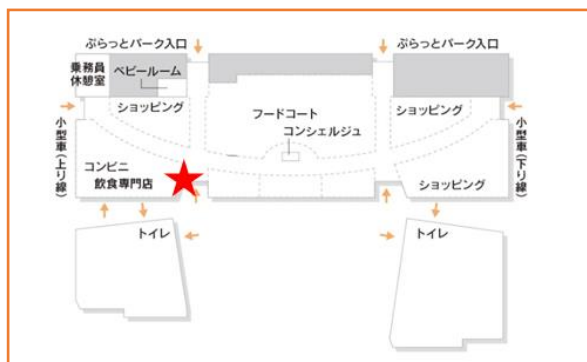 ぷらっとパーク入口
ぷらっとパーク入口
乗務員
休憩室
ベビールーム
ショッピング
フードコート
コンシェルジュ
ショッピング
小型車(上り線)
小型車(下り線)
コンビニ
飲食専門店
ショッピング
トイレ
トイレ